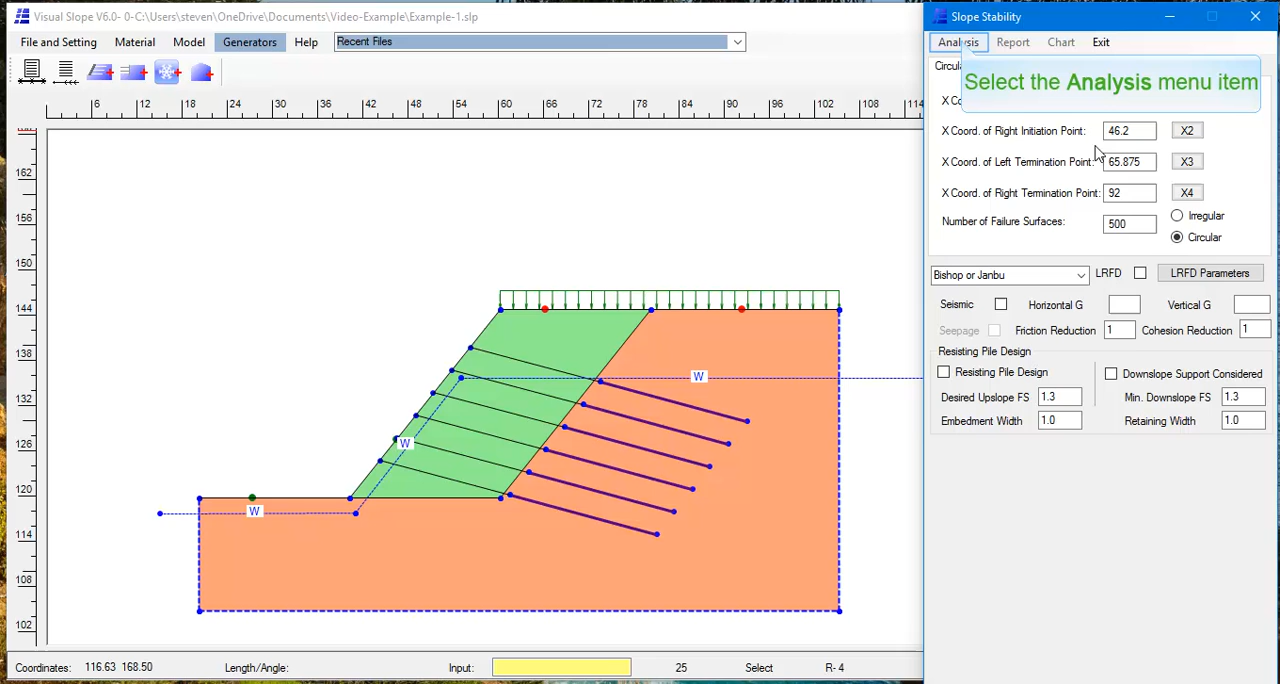 Visual Slope V6.0- 0-C:\Users\steven\OneDrive\Documents\Video-Example\Example-1.slp
File and Setting Material Model Generators Help Recent Files
6 12 18 24 30 36 42 48 54 60 66 72 78 84 90 96 102 108 114
162
156
150
144
138
132
126
120
114
108
102
W
W
W
Coordinates: 116.63 168.50 Length/Angle: Input: 25 Select R- 4
Slope Stability
Analysis Report Chart Exit
Select the Analysis menu item
Circula
X Co
X Coord. of Right Initiation Point: 46.2 X2
X Coord. of Left Termination Point: 65.875 X3
X Coord. of Right Termination Point: 92 X4
Irregular
Number of Failure Surfaces: 500
Circular
Bishop or Janbu LRFD LRFD Parameters
Seismic Horizontal G Vertical G
Seepage Friction Reduction 1 Cohesion Reduction 1
Resisting Pile Design
Resisting Pile Design Downslope Support Considered
Desired Upslope FS 1.3 Min. Downslope FS 1.3
Embedment Width 1.0 Retaining Width 1.0